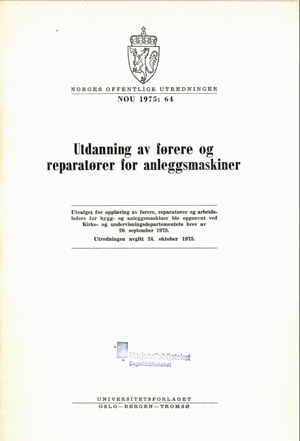 NORGES OFFENTLIGE UTREDNINGER
NOU 1975: 64
Utdanning av førere og
reparatører for anleggsmaskiner
Utvalget for opplæring av førere, reparatører og arbeids-
ledere for bygg- og anleggsmaskiner ble oppnevnt ved
Kirke- og undervisningsdepartementets brev av
28. september 1973.
Utredningen avgitt 24. oktober 1975.
Nasjonalbiblioteket
Depotbiblioteket
UNIVERSITETSFORLAGET
OSLO—BERGEN—TROMSØ